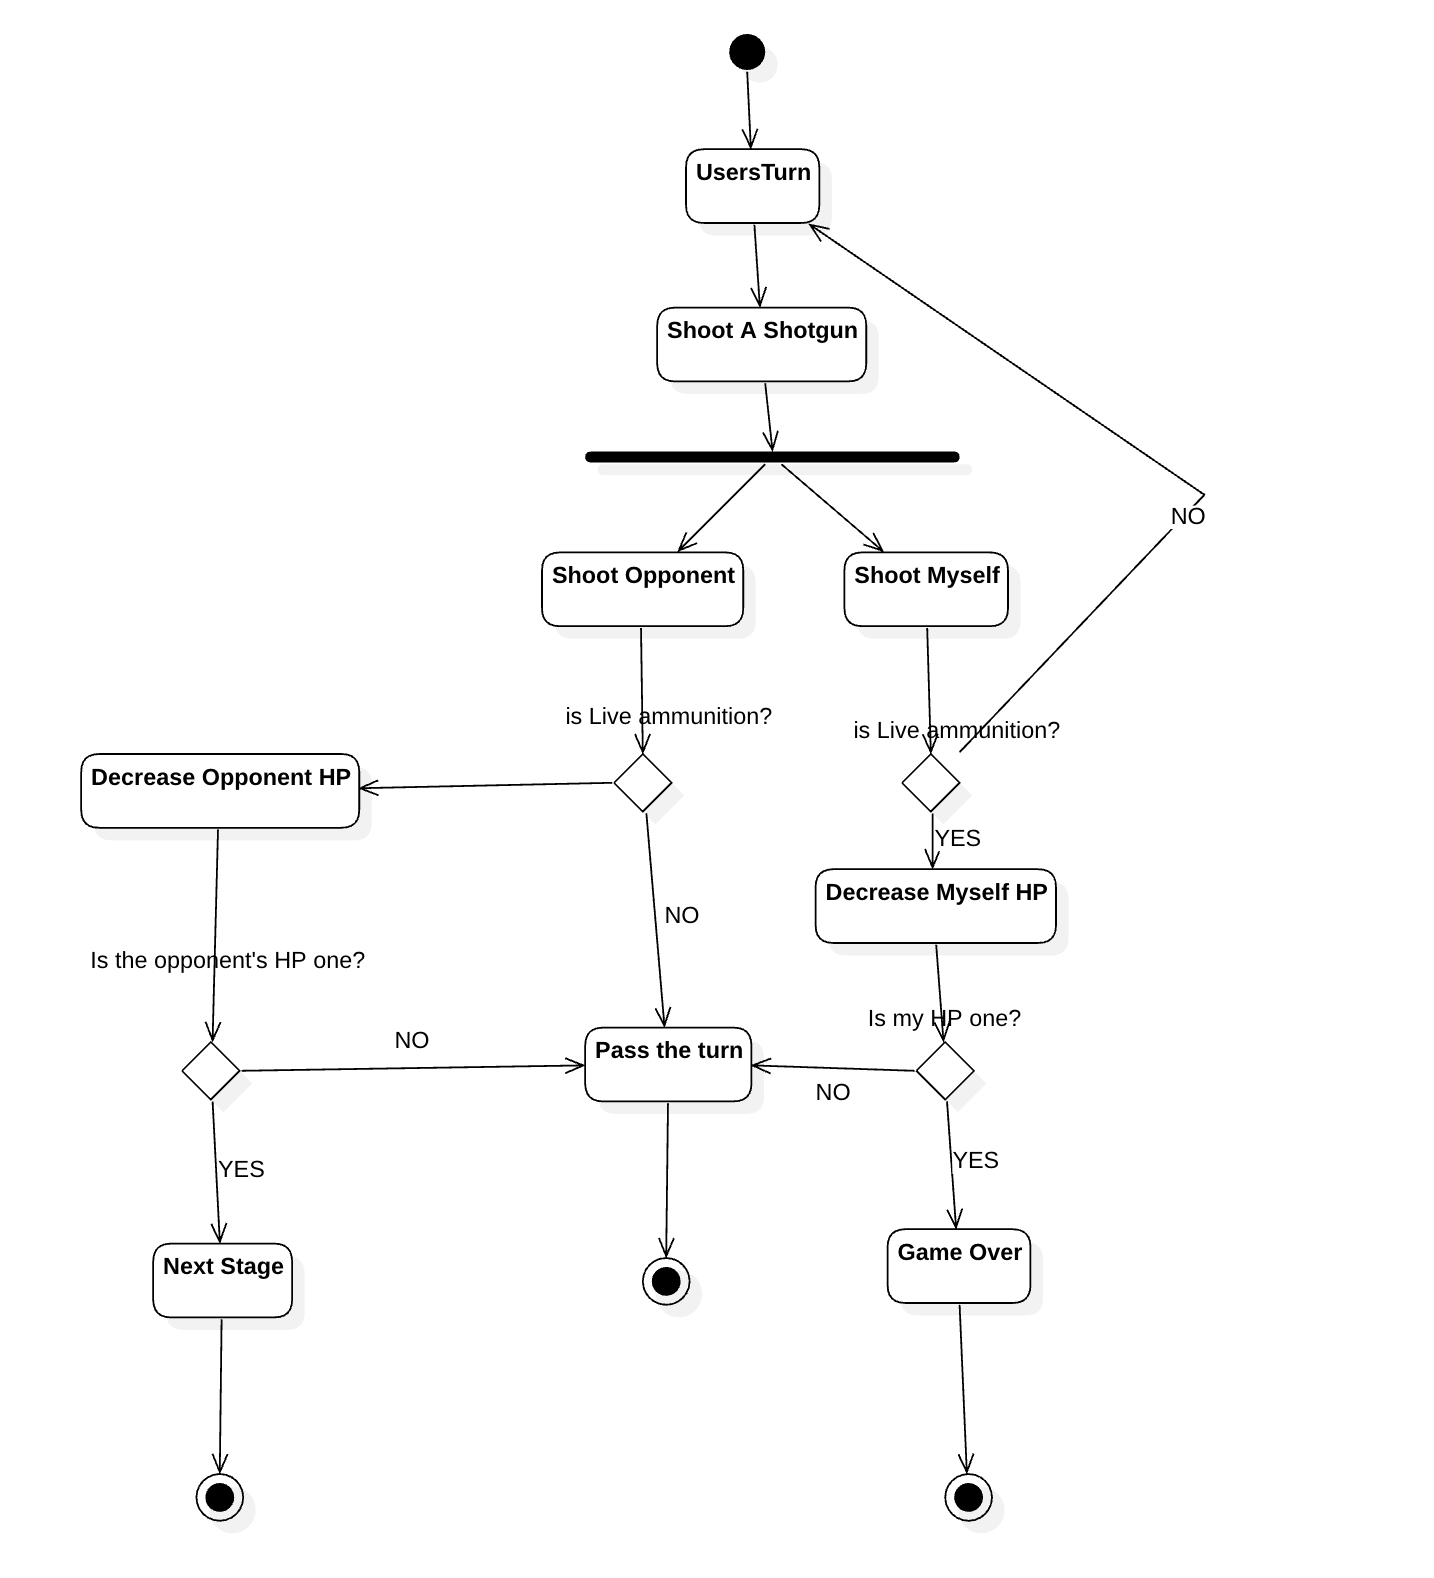 UsersTurn
Shoot A Shotgun
NO
Shoot Opponent
Shoot Myself
is Live ammunition?
is Live ammunition?
Decrease Opponent HP
YES
Decrease Myself HP
NO
Is the opponent's HP one?
Is my HP one?
NO
Pass the turn
NO
YES
YES
Next Stage
Game Over